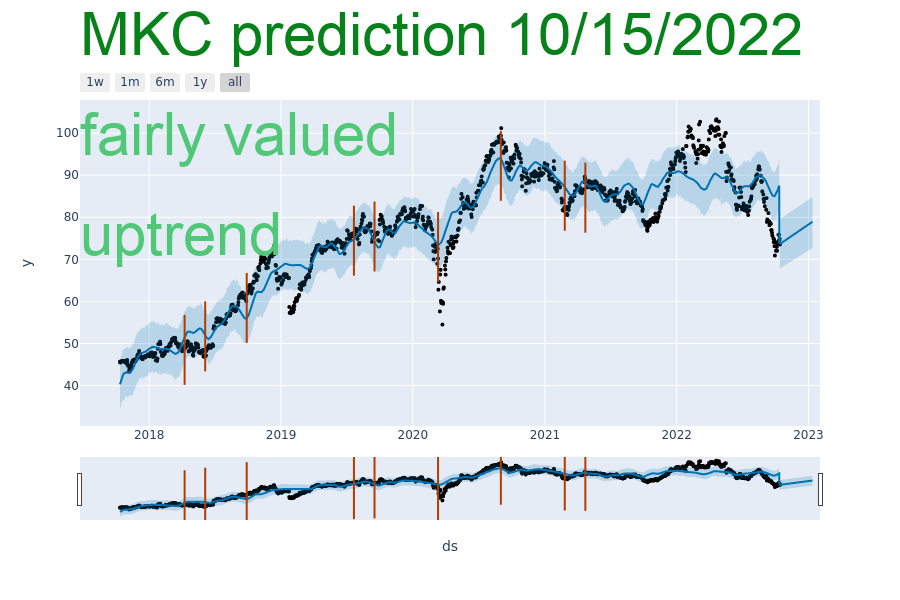 MKC prediction 10/15/2022
1w 1m 6m 1y all
fairly valued
uptrend
100
90
80
70
60
50
40
y
2018 2019 2020 2021 2022 2023
ds